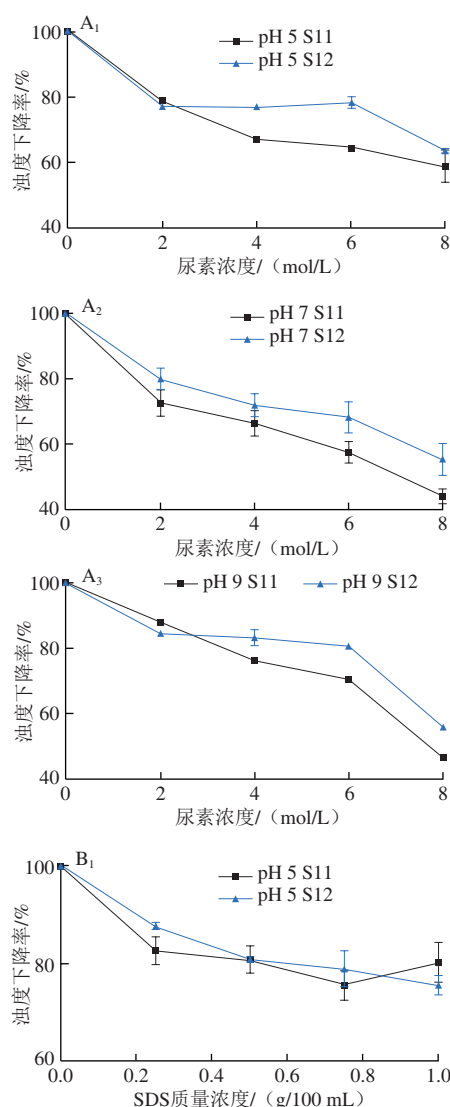 A1
pH 5 S11
pH 5 S12
100
80
60
40
浊度下降率/%
0 2 4 6 8
尿素浓度/（mol/L）
A2
pH 7 S11
pH 7 S12
100
80
60
40
浊度下降率/%
0 2 4 6 8
尿素浓度/（mol/L）
A3
pH 9 S11 pH 9 S12
100
80
60
40
浊度下降率/%
0 2 4 6 8
尿素浓度/（mol/L）
B1
pH 5 S11
pH 5 S12
100
80
60
浊度下降率/%
0.0 0.2 0.4 0.6 0.8 1.0
SDS质量浓度/（g/100 mL）